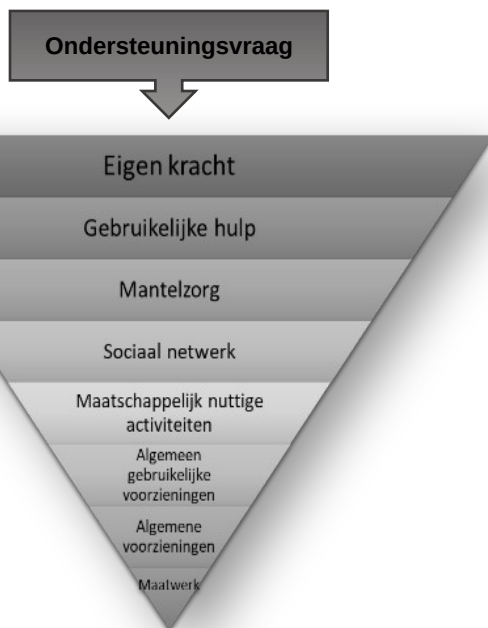 Ondersteuningsvraag
Eigen kracht
Gebruikelijke hulp
Mantelzorg
Sociaal netwerk
Maatschappelijk nuttige
activiteiten
Algemeen
gebruikelijke
voorzieningen
Algemene
voorzieningen
Maatwerk